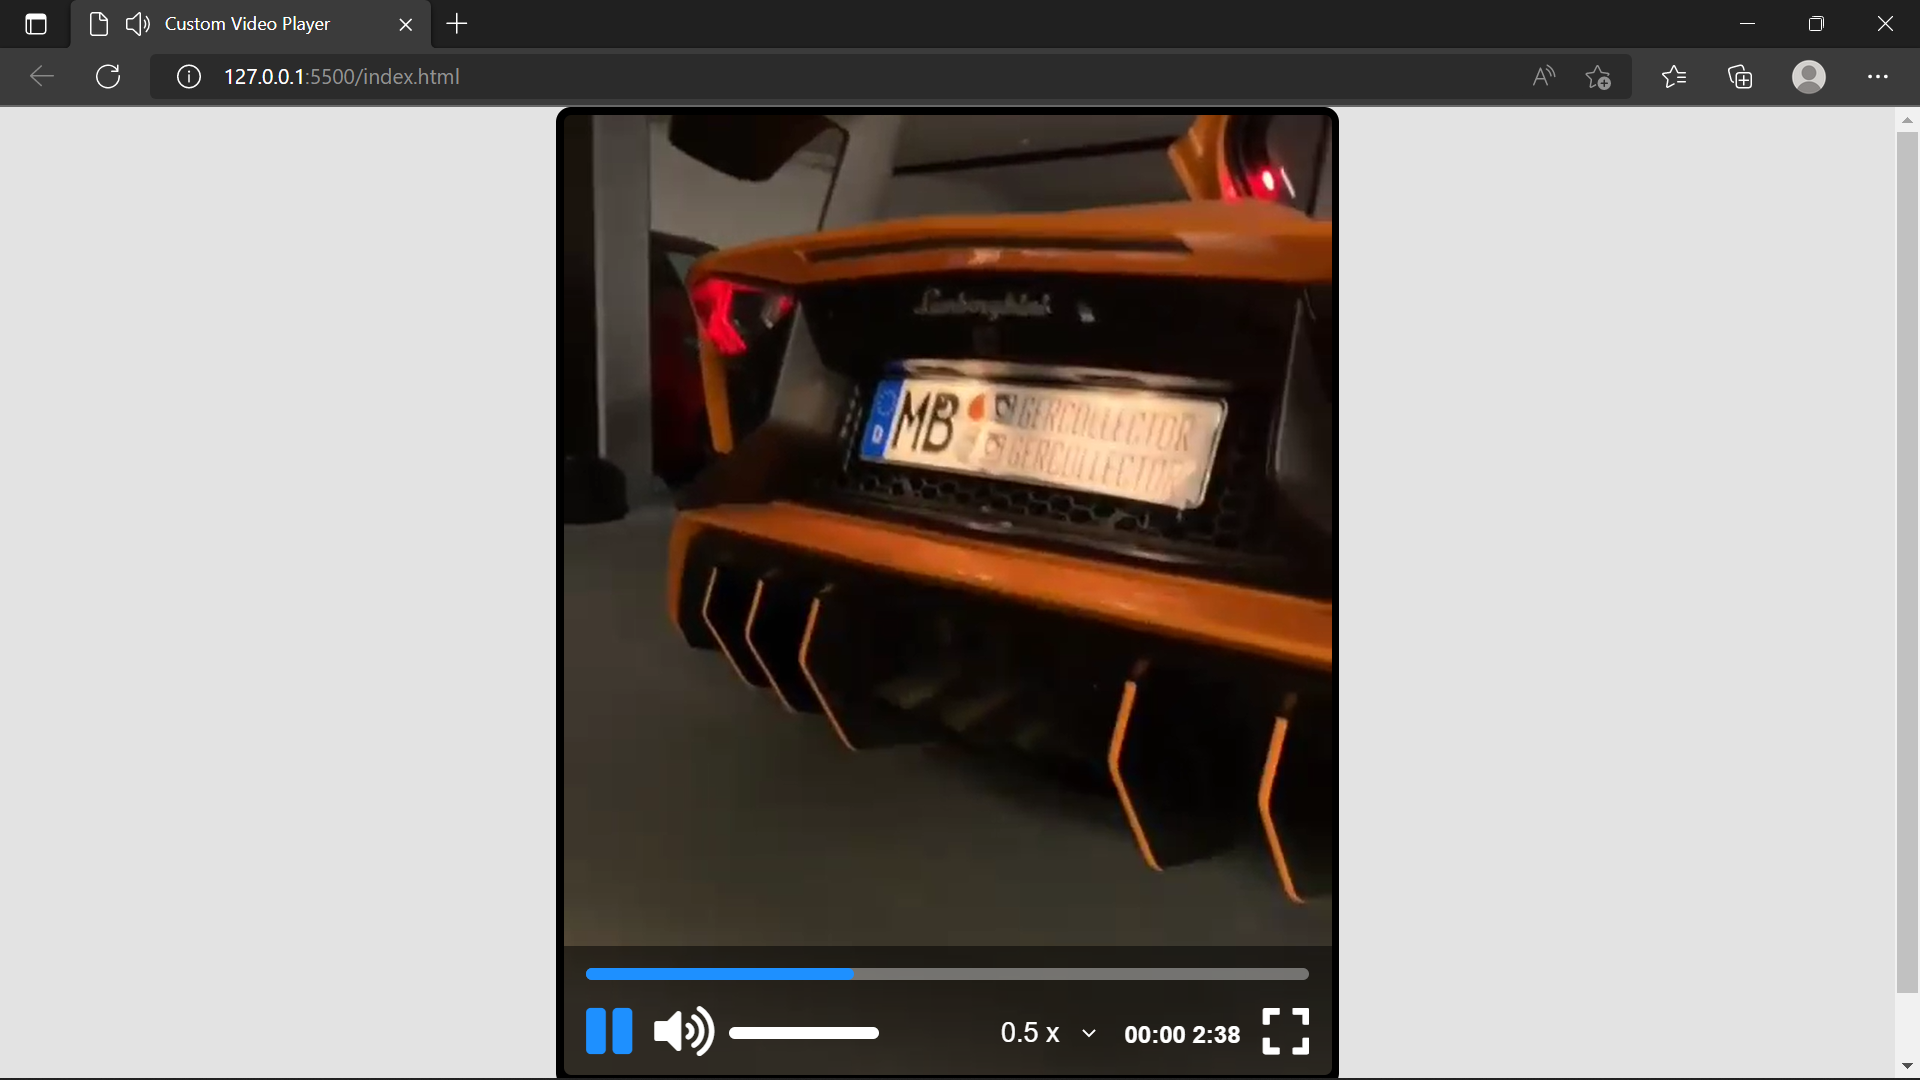 Custom Video Player
127.0.0.1:5500/index.html
Lamborghini
D
MB
GERCOLLECTOR
GERCOLLECTOR
0.5 x
00:00 2:38